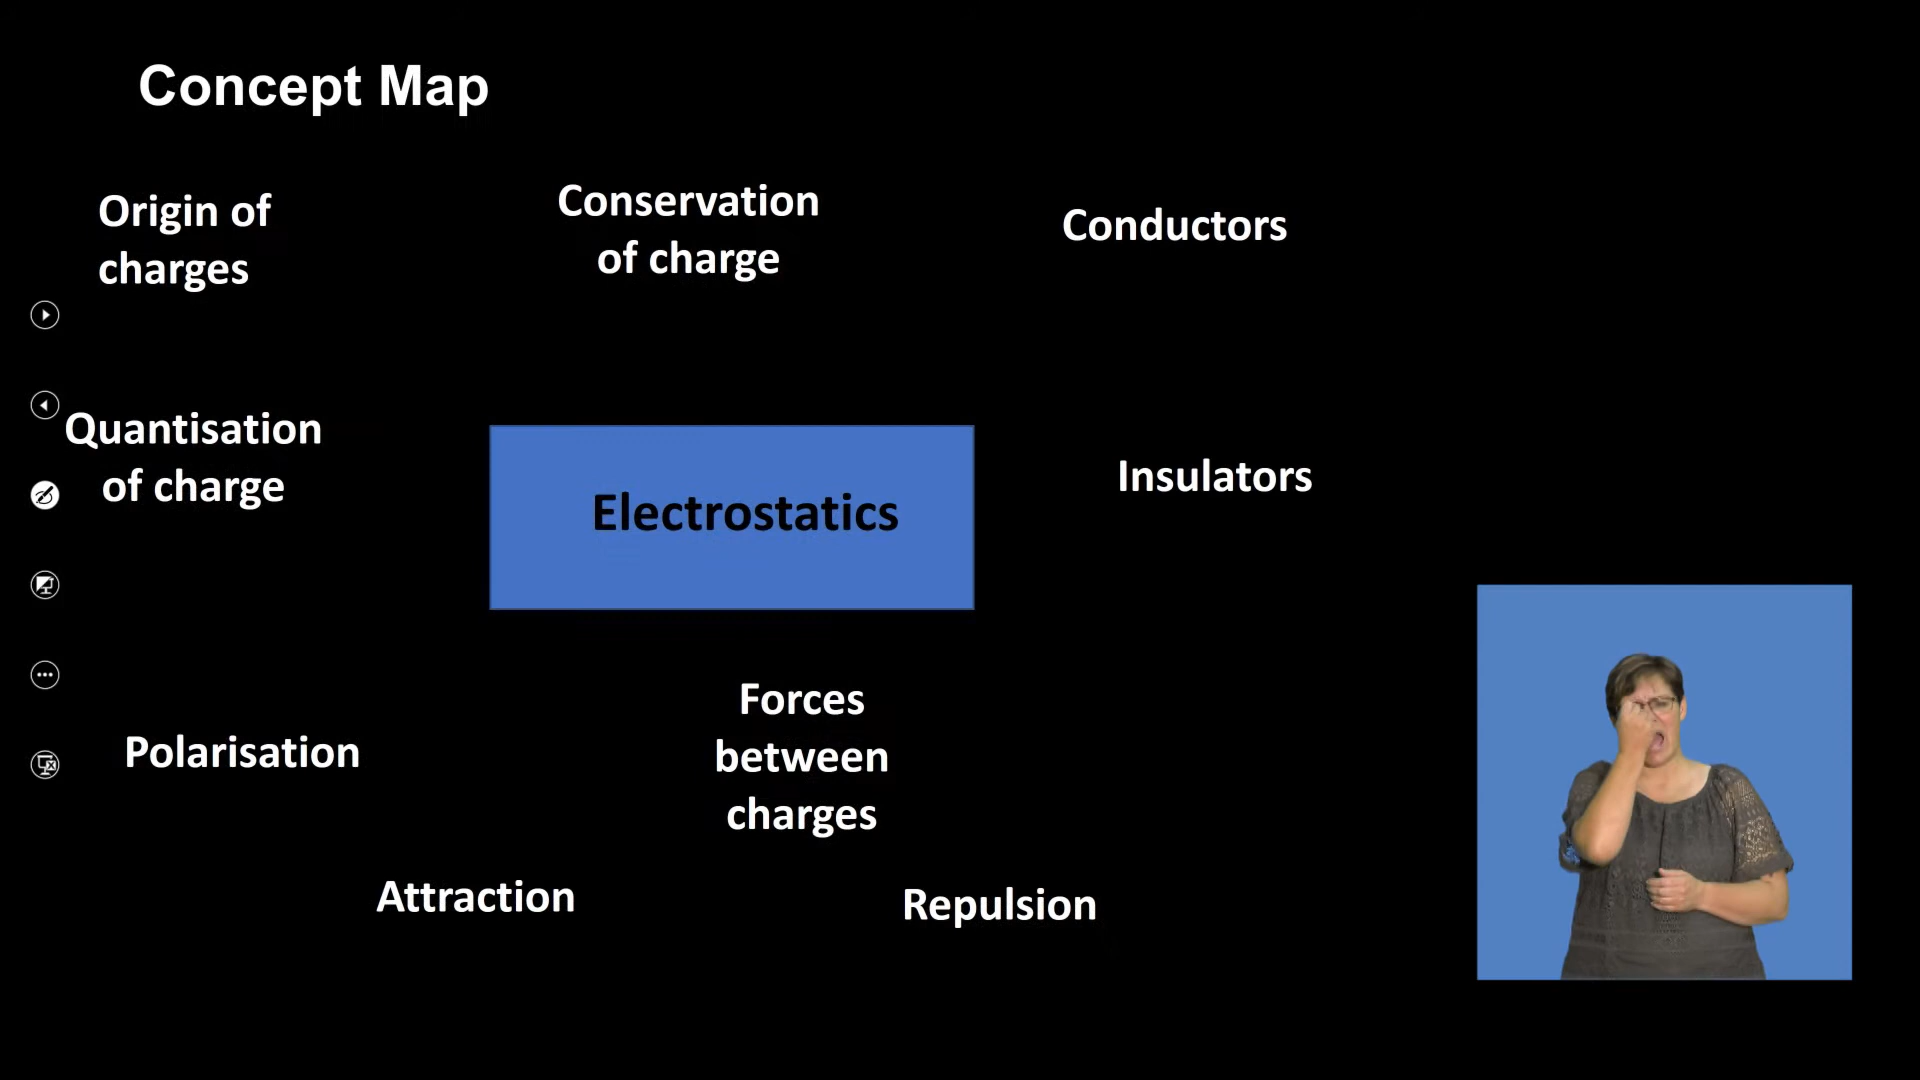 Concept Map
Origin of
charges
Conservation
of charge
Conductors
Quantisation
of charge
Electrostatics
Insulators
Polarisation
Forces
between
charges
Attraction
Repulsion